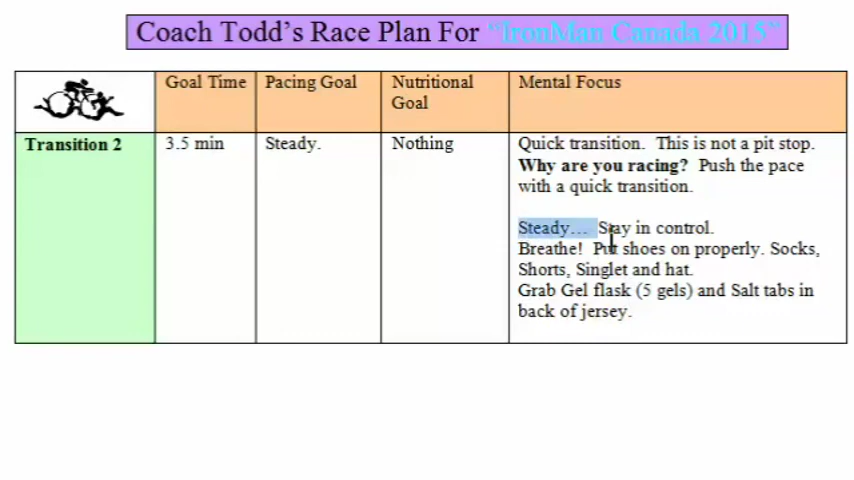 Coach Todd's Race Plan For "IronMan Canada 2015"
Goal Time
Pacing Goal
Nutritional
Goal
Mental Focus
Transition 2
3.5 min
Steady.
Nothing
Quick transition. This is not a pit stop.
Why are you racing? Push the pace
with a quick transition.
Steady… Stay in control.
Breathe! Put shoes on properly. Socks,
Shorts, Singlet and hat.
Grab Gel flask (5 gels) and Salt tabs in
back of jersey.